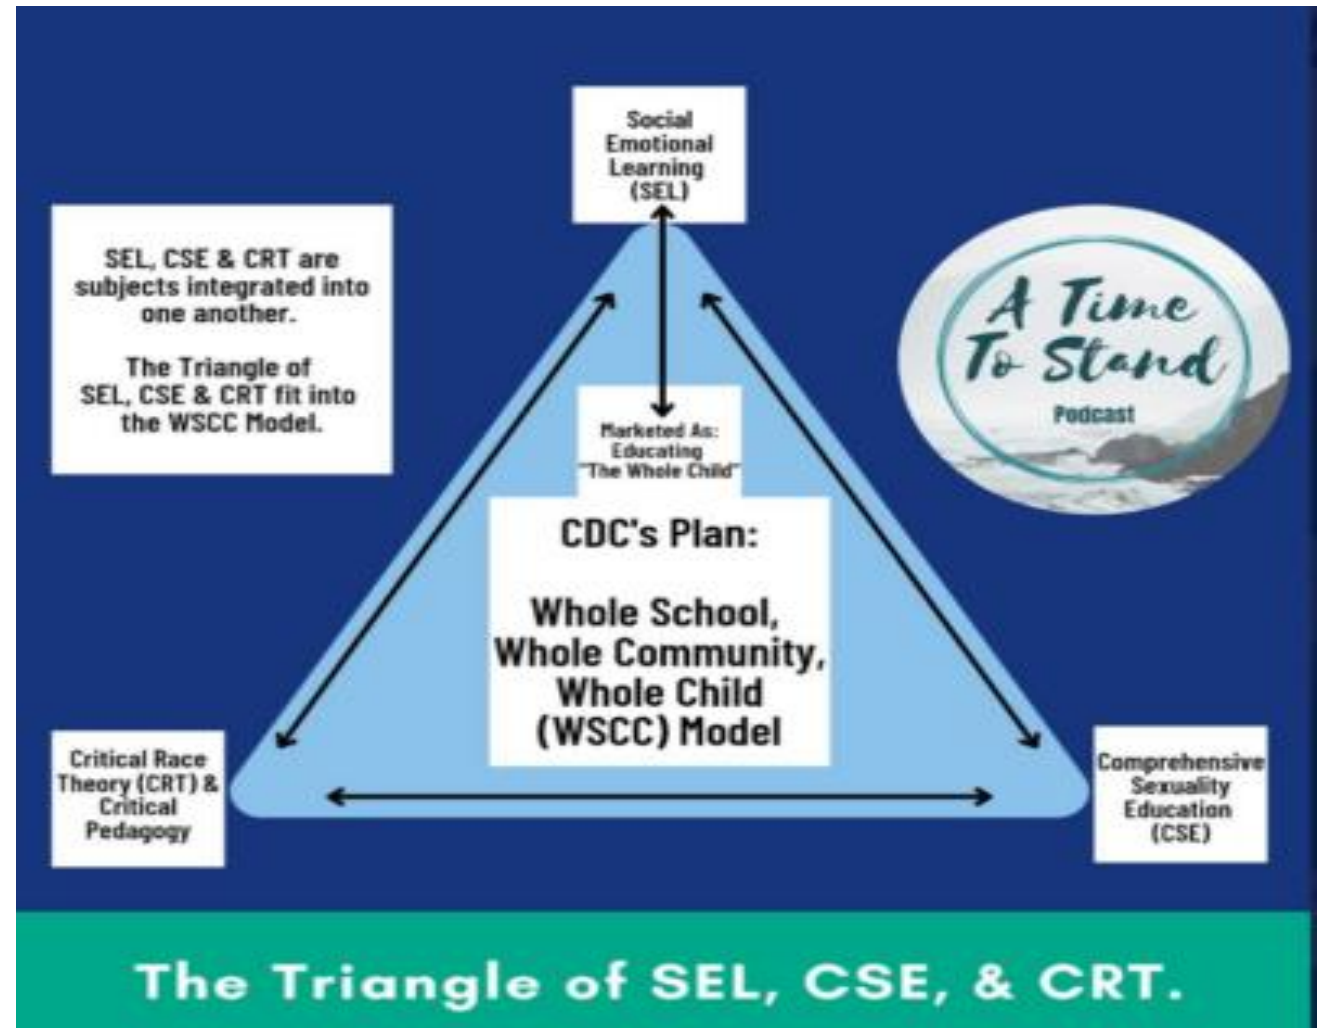 Social
Emotional
Learning
(SEL)
SEL, CSE & CRT are
subjects integrated into
one another.
The Triangle of
SEL, CSE & CRT fit into
the WSCC Model.
A Time
To Stand
Podcast
Marketed As:
Educating
"The Whole Child"
CDC's Plan:
Whole School,
Whole Community,
Whole Child
(WSCC) Model
Critical Race
Theory (CRT) &
Critical
Pedagogy
Comprehensive
Sexuality
Education
(CSE)
The Triangle of SEL, CSE, & CRT.